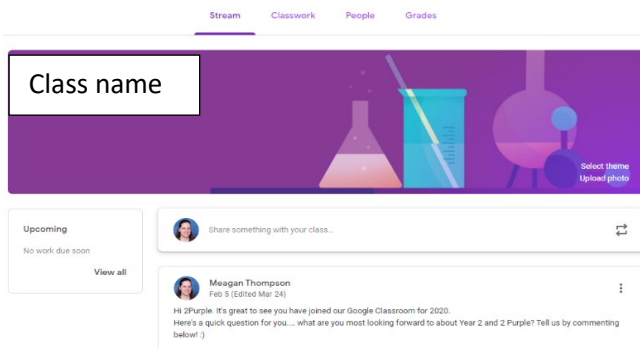 Stream Classwork People Grades
Class name
Select theme
Upload photo
Upcoming
No work due soon
View all
Share something with your class...
Meagan Thompson
Feb 5 (Edited Mar 24)
Hi 2Purple. It's great to see you have joined our Google Classroom for 2020.
Here's a quick question for you..... what are you most looking forward to about Year 2 and 2 Purple? Tell us by commenting
below! :)